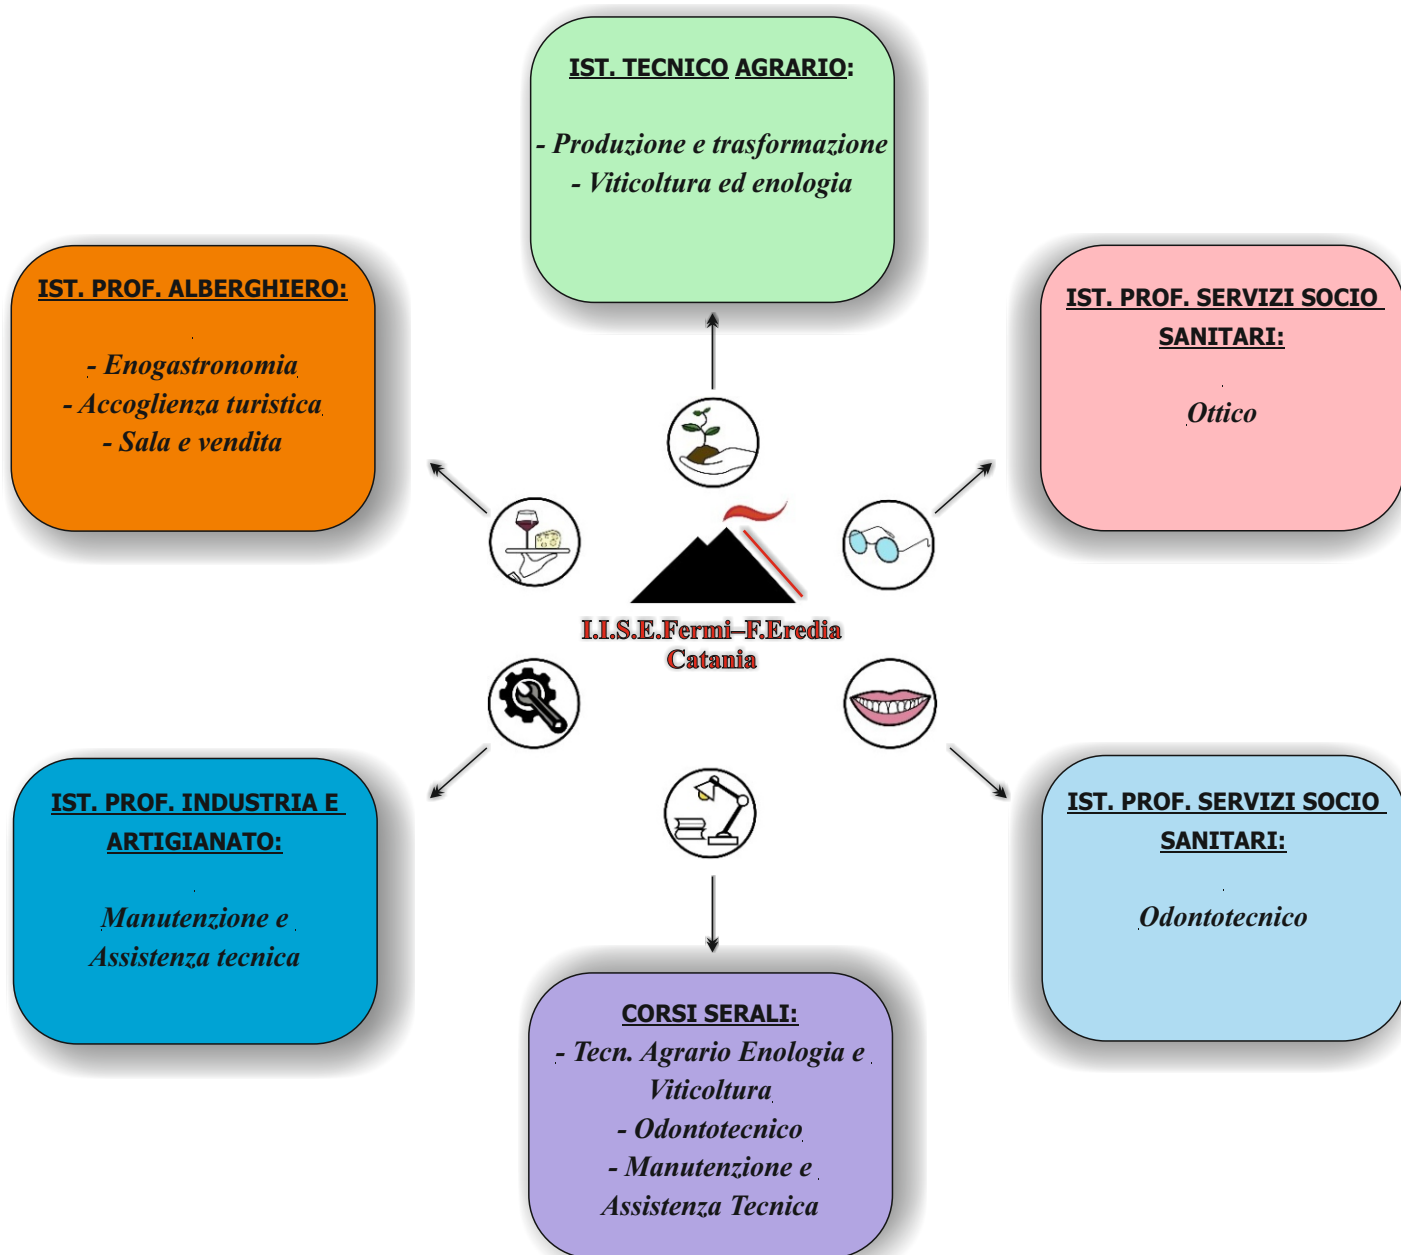 IST. TECNICO AGRARIO:
- Produzione e trasformazione
- Viticoltura ed enologia
IST. PROF. ALBERGHIERO:
- Enogastronomia
- Accoglienza turistica
- Sala e vendita
IST. PROF. SERVIZI SOCIO
SANITARI:
Ottico
I.I.S.E.Fermi–F.Eredia
Catania
IST. PROF. INDUSTRIA E
ARTIGIANATO:
Manutenzione e
Assistenza tecnica
IST. PROF. SERVIZI SOCIO
SANITARI:
Odontotecnico
CORSI SERALI:
- Tecn. Agrario Enologia e
Viticoltura
- Odontotecnico
- Manutenzione e
Assistenza Tecnica